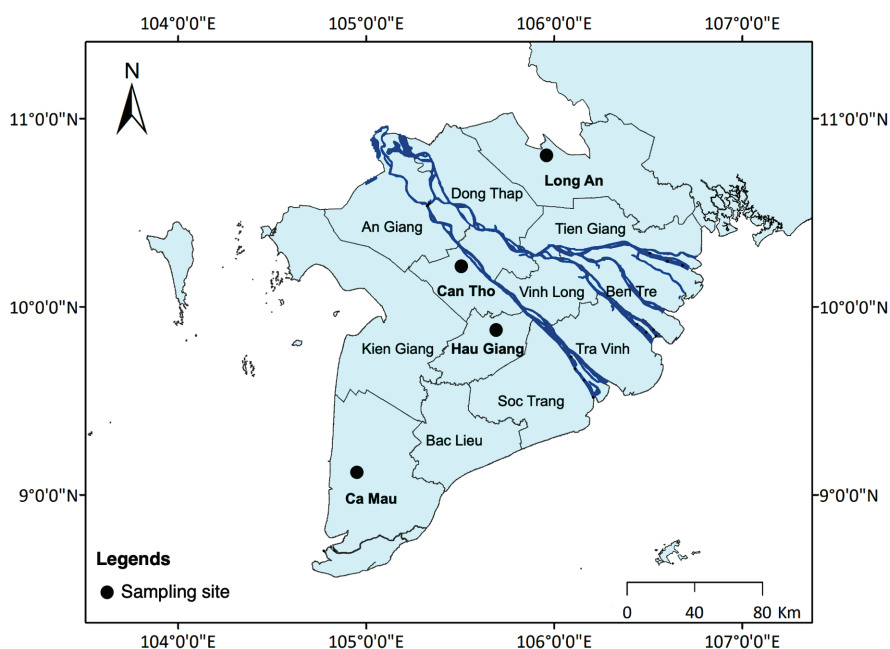 104°0'0"E 105°0'0"E 106°0'0"E 107°0'0"E
N
11°0'0"N 11°0'0"N
Long An
Dong Thap
An Giang
Tien Giang
Can Tho
Vinh Long
Ben Tre
10°0'0"N 10°0'0"N
Kien Giang
Hau Giang
Tra Vinh
Soc Trang
Bac Lieu
Ca Mau
9°0'0"N 9°0'0"N
Legends
Sampling site
0 40 80 Km
104°0'0"E 105°0'0"E 106°0'0"E 107°0'0"E